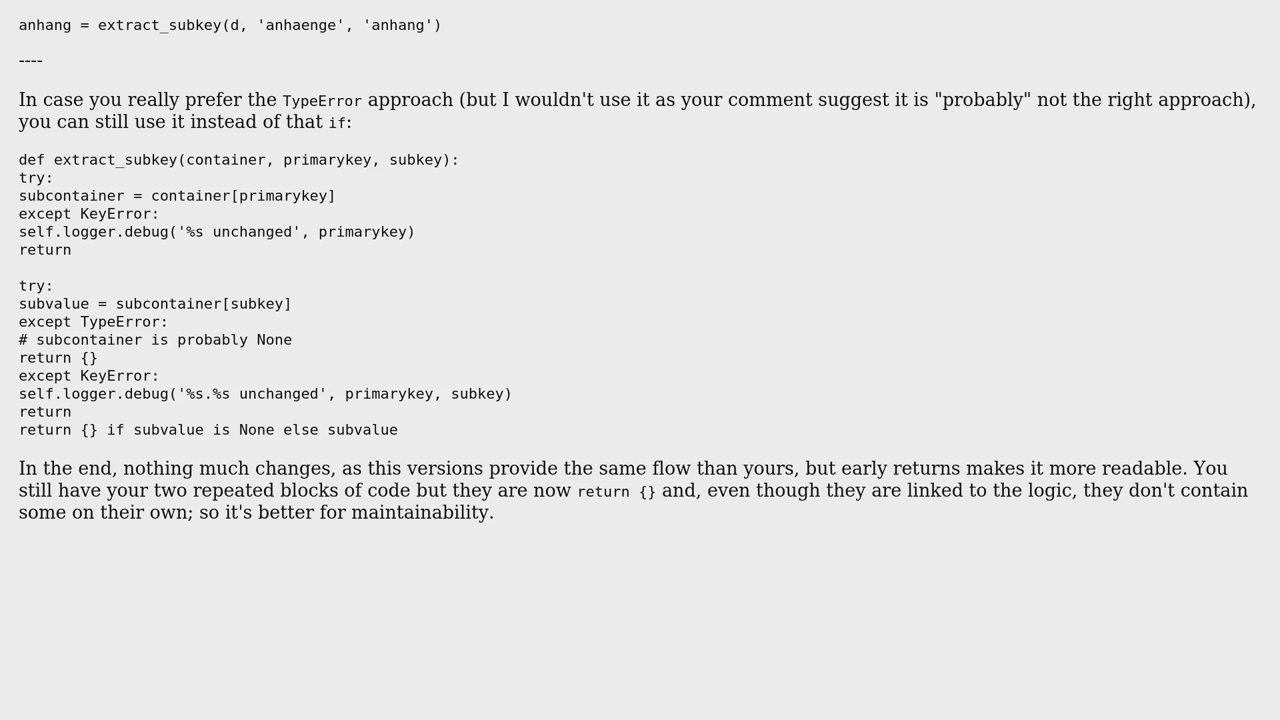 anhang = extract_subkey(d, 'anhaenge', 'anhang')
----
In case you really prefer the TypeError approach (but I wouldn't use it as your comment suggest it is "probably" not the right approach),
you can still use it instead of that if:
def extract_subkey(container, primarykey, subkey):
try:
subcontainer = container[primarykey]
except KeyError:
self.logger.debug('%s unchanged', primarykey)
return
try:
subvalue = subcontainer[subkey]
except TypeError:
# subcontainer is probably None
return {}
except KeyError:
self.logger.debug('%s.%s unchanged', primarykey, subkey)
return
return {} if subvalue is None else subvalue
In the end, nothing much changes, as this versions provide the same flow than yours, but early returns makes it more readable. You
still have your two repeated blocks of code but they are now return {} and, even though they are linked to the logic, they don't contain
some on their own; so it's better for maintainability.